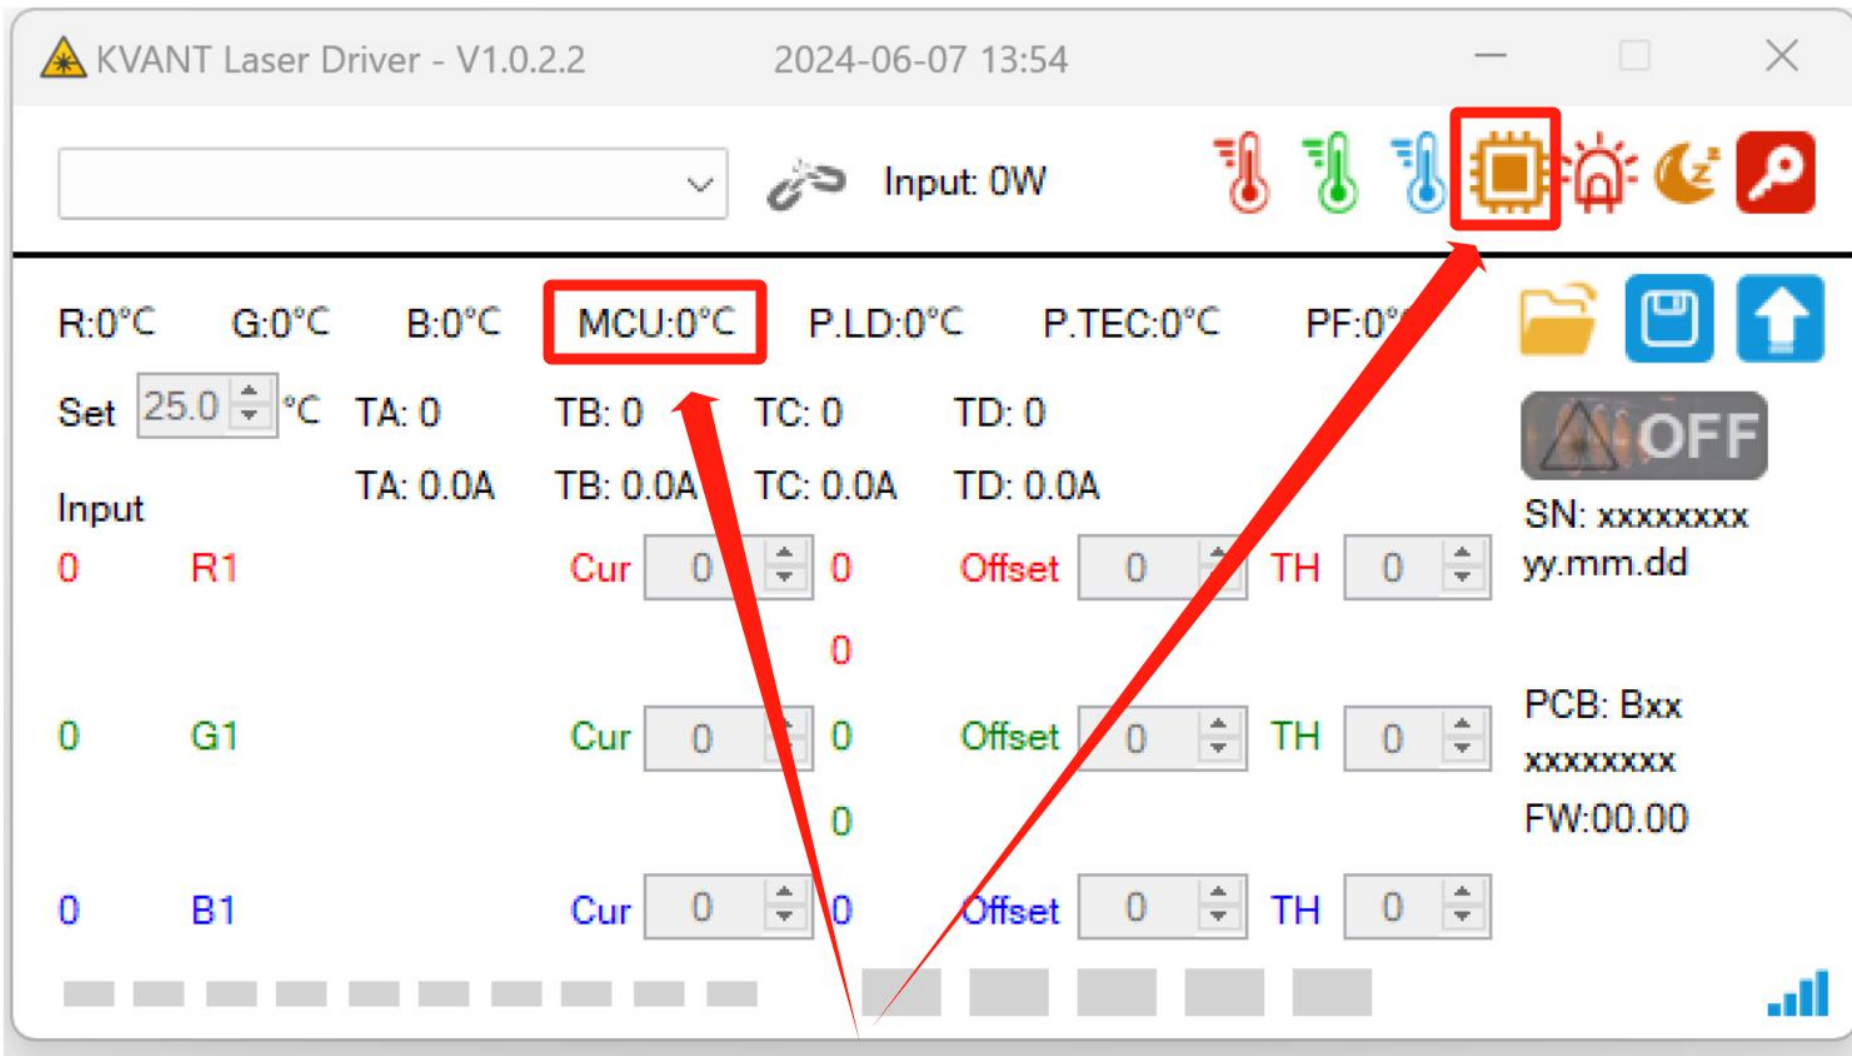 KVANT Laser Driver - V1.0.2.2 2024-06-07 13:54
Input: 0W
R:0°C G:0°C B:0°C MCU:0°C P.LD:0°C P.TEC:0°C PF:0°
Set 25.0 °C TA: 0 TB: 0 TC: 0 TD: 0
OFF
TA: 0.0A TB: 0.0A TC: 0.0A TD: 0.0A
Input
SN: xxxxxxxx
0 R1 Cur 0 0 Offset 0 TH 0
yy.mm.dd
0
PCB: Bxx
0 G1 Cur 0 0 Offset 0 TH 0
xxxxxxxx
0
FW:00.00
0 B1 Cur 0 0 Offset 0 TH 0